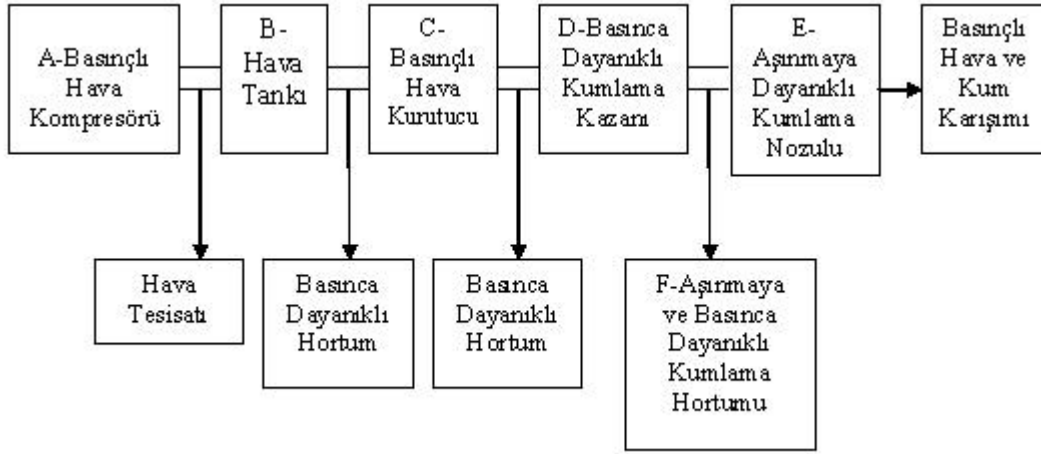 A-Basınçlı
Hava
Kompresörü
B-
Hava
Tankı
C-
Basınçlı
Hava
Kurutucu
D-Basınca
Dayanıklı
Kumlama
Kazanı
E-
Aşınmaya
Dayanıklı
Kumlama
Nozulu
Basınçlı
Hava ve
Kum
Karışımı
Hava
Tesisatı
Basınca
Dayanıklı
Hortum
Basınca
Dayanıklı
Hortum
F-Aşınmaya
ve Basınca
Dayanıklı
Kumlama
Hortumu